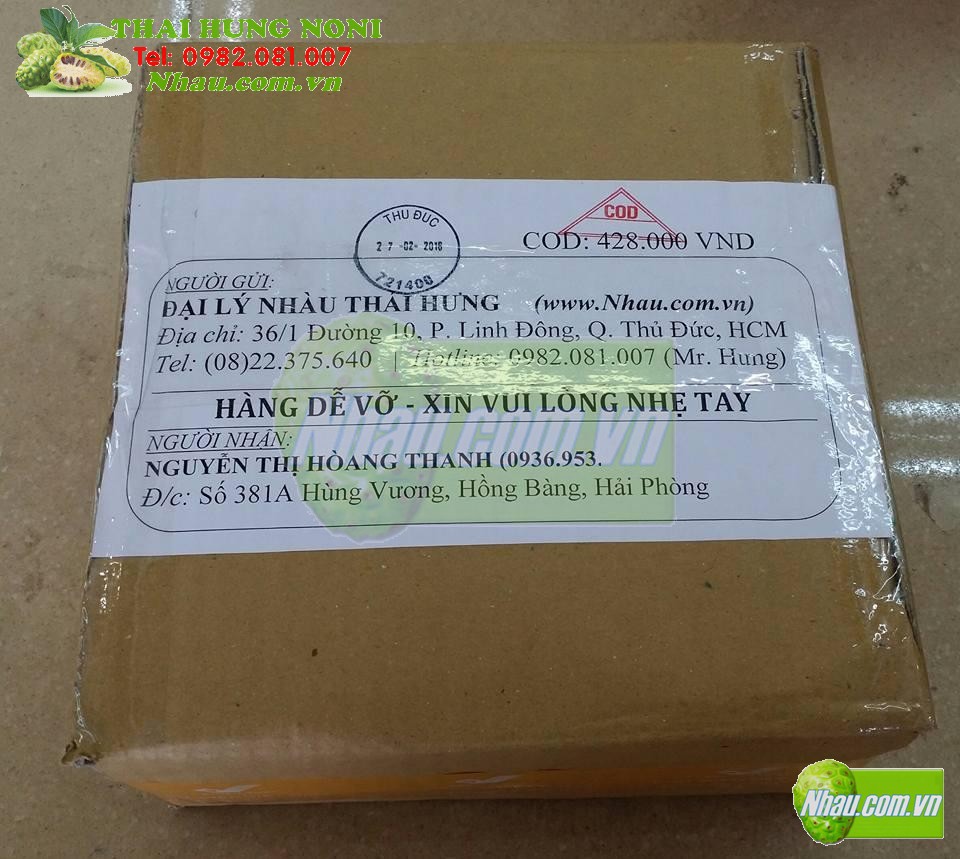 THAI HUNG NONI
Tel: 0982.081.007
Nhau.com.vn
THU ĐUC
27-02-2016
721400
COD
COD: 428.000 VND
NGƯỜI GỬI:
ĐẠI LÝ NHÀU THÁI HƯNG (www.Nhau.com.vn)
Địa chỉ: 36/1 Đường 10, P. Linh Đông, Q. Thủ Đức, HCM
Tel: (08)22.375.640 | Hotline: 0982.081.007 (Mr. Hung)
HÀNG DỄ VỠ - XIN VUI LÒNG NHẸ TAY
Nhau.com.vn
NGƯỜI NHẬN:
NGUYỄN THỊ HÒANG THANH (0936.953.
Đ/c: Số 381A Hùng Vương, Hồng Bàng, Hải Phòng
Nhau.com.vn